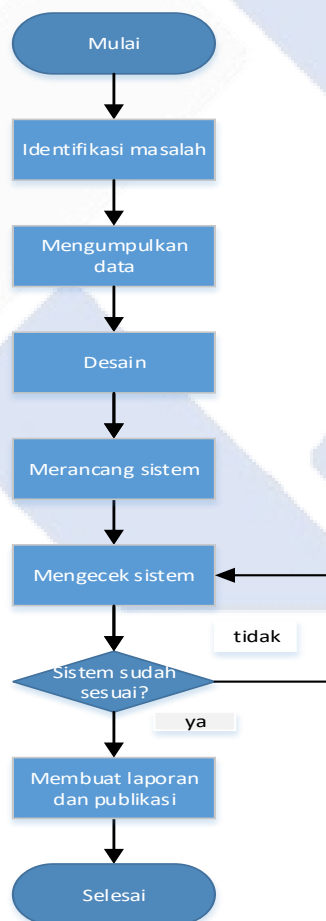 Mulai
Identifikasi masalah
Mengumpulkan
data
Desain
Merancang sistem
Mengecek sistem
tidak
Sistem sudah
sesuai?
ya
Membuat laporan
dan publikasi
Selesai